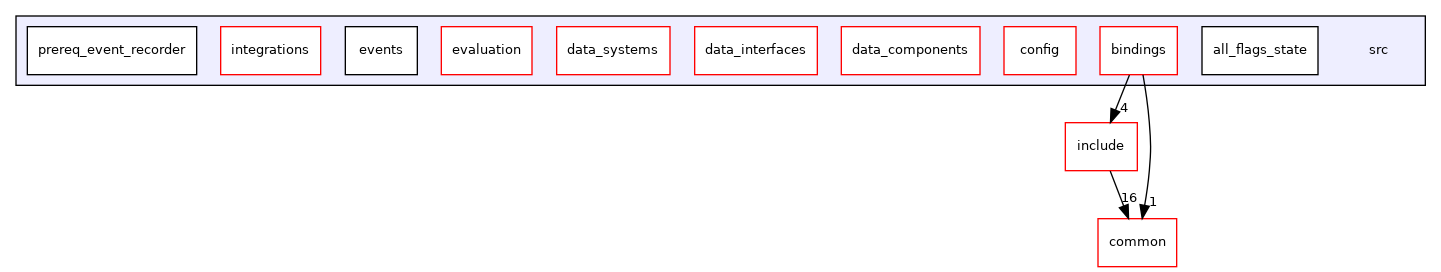 prereq_event_recorder
integrations
events
evaluation
data_systems
data_interfaces
data_components
config
bindings
all_flags_state
src
4
include
16
1
common